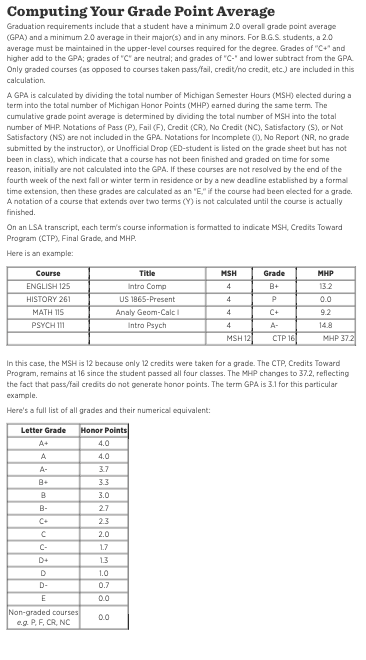 Computing Your Grade Point Average
Graduation requirements include that a student have a minimum 2.0 overall grade point average
(GPA) and a minimum 2.0 average in their major(s) and in any minors. For B.G.S. students, a 2.0
average must be maintained in the upper-level courses required for the degree. Grades of "C+" and
higher add to the GPA; grades of "C" are neutral; and grades of "C-" and lower subtract from the GPA.
Only graded courses (as opposed to courses taken pass/fail, credit/no credit, etc.,) are included in this
calculation.
A GPA is calculated by dividing the total number of Michigan Semester Hours (MSH) elected during a
term into the total number of Michigan Honor Points (MHP) earned during the same term. The
cumulative grade point average is determined by dividing the total number of MSH into the total
number of MHP. Notations of Pass (P), Fail (F), Credit (CR), No Credit (NC), Satisfactory (S), or Not
Satisfactory (NS) are not included in the GPA. Notations for Incomplete (I), No Report (NR, no grade
submitted by the instructor), or Unofficial Drop (ED-student is listed on the grade sheet but has not
been in class), which indicate that a course has not been finished and graded on time for some
reason, initially are not calculated into the GPA. If these courses are not resolved by the end of the
fourth week of the next fall or winter term in residence or by a new deadline established by a formal
time extension, then these grades are calculated as an "E," if the course had been elected for a grade.
A notation of a course that extends over two terms (Y) is not calculated until the course is actually
finished.
On an LSA transcript, each term's course information is formatted to indicate MSH, Credits Toward
Program (CTP), Final Grade, and MHP.
Here is an example:
Course Title MSH Grade MHP
ENGLISH 125 Intro Comp 4 B+ 13.2
HISTORY 261 US 1865-Present 4 P 0.0
MATH 115 Analy Geom-Calc I 4 C+ 9.2
PSYCH 111 Intro Psych 4 A- 14.8
MSH 12 CTP 16 MHP 37.2
In this case, the MSH is 12 because only 12 credits were taken for a grade. The CTP, Credits Toward
Program, remains at 16 since the student passed all four classes. The MHP changes to 37.2, reflecting
the fact that pass/fail credits do not generate honor points. The term GPA is 3.1 for this particular
example.
Here's a full list of all grades and their numerical equivalent:
Letter Grade Honor Points
A+ 4.0
A 4.0
A- 3.7
B+ 3.3
B 3.0
B- 2.7
C+ 2.3
C 2.0
C- 1.7
D+ 1.3
D 1.0
D- 0.7
E 0.0
Non-graded courses
e.g. P, F, CR, NC 0.0